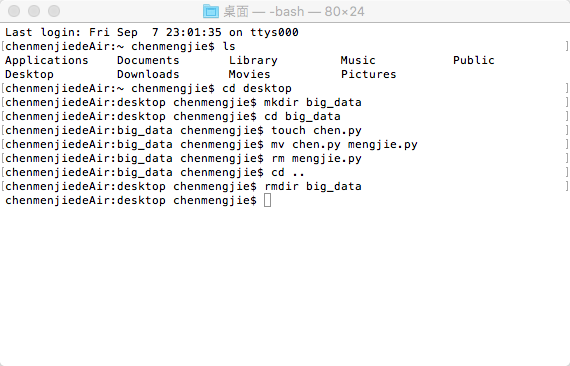 桌面 — -bash — 80×24
Last login: Fri Sep  7 23:01:35 on ttys000
[chenmenjiedeAir:~ chenmengjie$ ls ]
Applications    Documents       Library         Music           Public
Desktop         Downloads       Movies          Pictures
[chenmenjiedeAir:~ chenmengjie$ cd desktop ]
[chenmenjiedeAir:desktop chenmengjie$ mkdir big_data ]
[chenmenjiedeAir:desktop chenmengjie$ cd big_data ]
[chenmenjiedeAir:big_data chenmengjie$ touch chen.py ]
[chenmenjiedeAir:big_data chenmengjie$ mv chen.py mengjie.py ]
[chenmenjiedeAir:big_data chenmengjie$ rm mengjie.py ]
[chenmenjiedeAir:big_data chenmengjie$ cd .. ]
[chenmenjiedeAir:desktop chenmengjie$ rmdir big_data ]
chenmenjiedeAir:desktop chenmengjie$